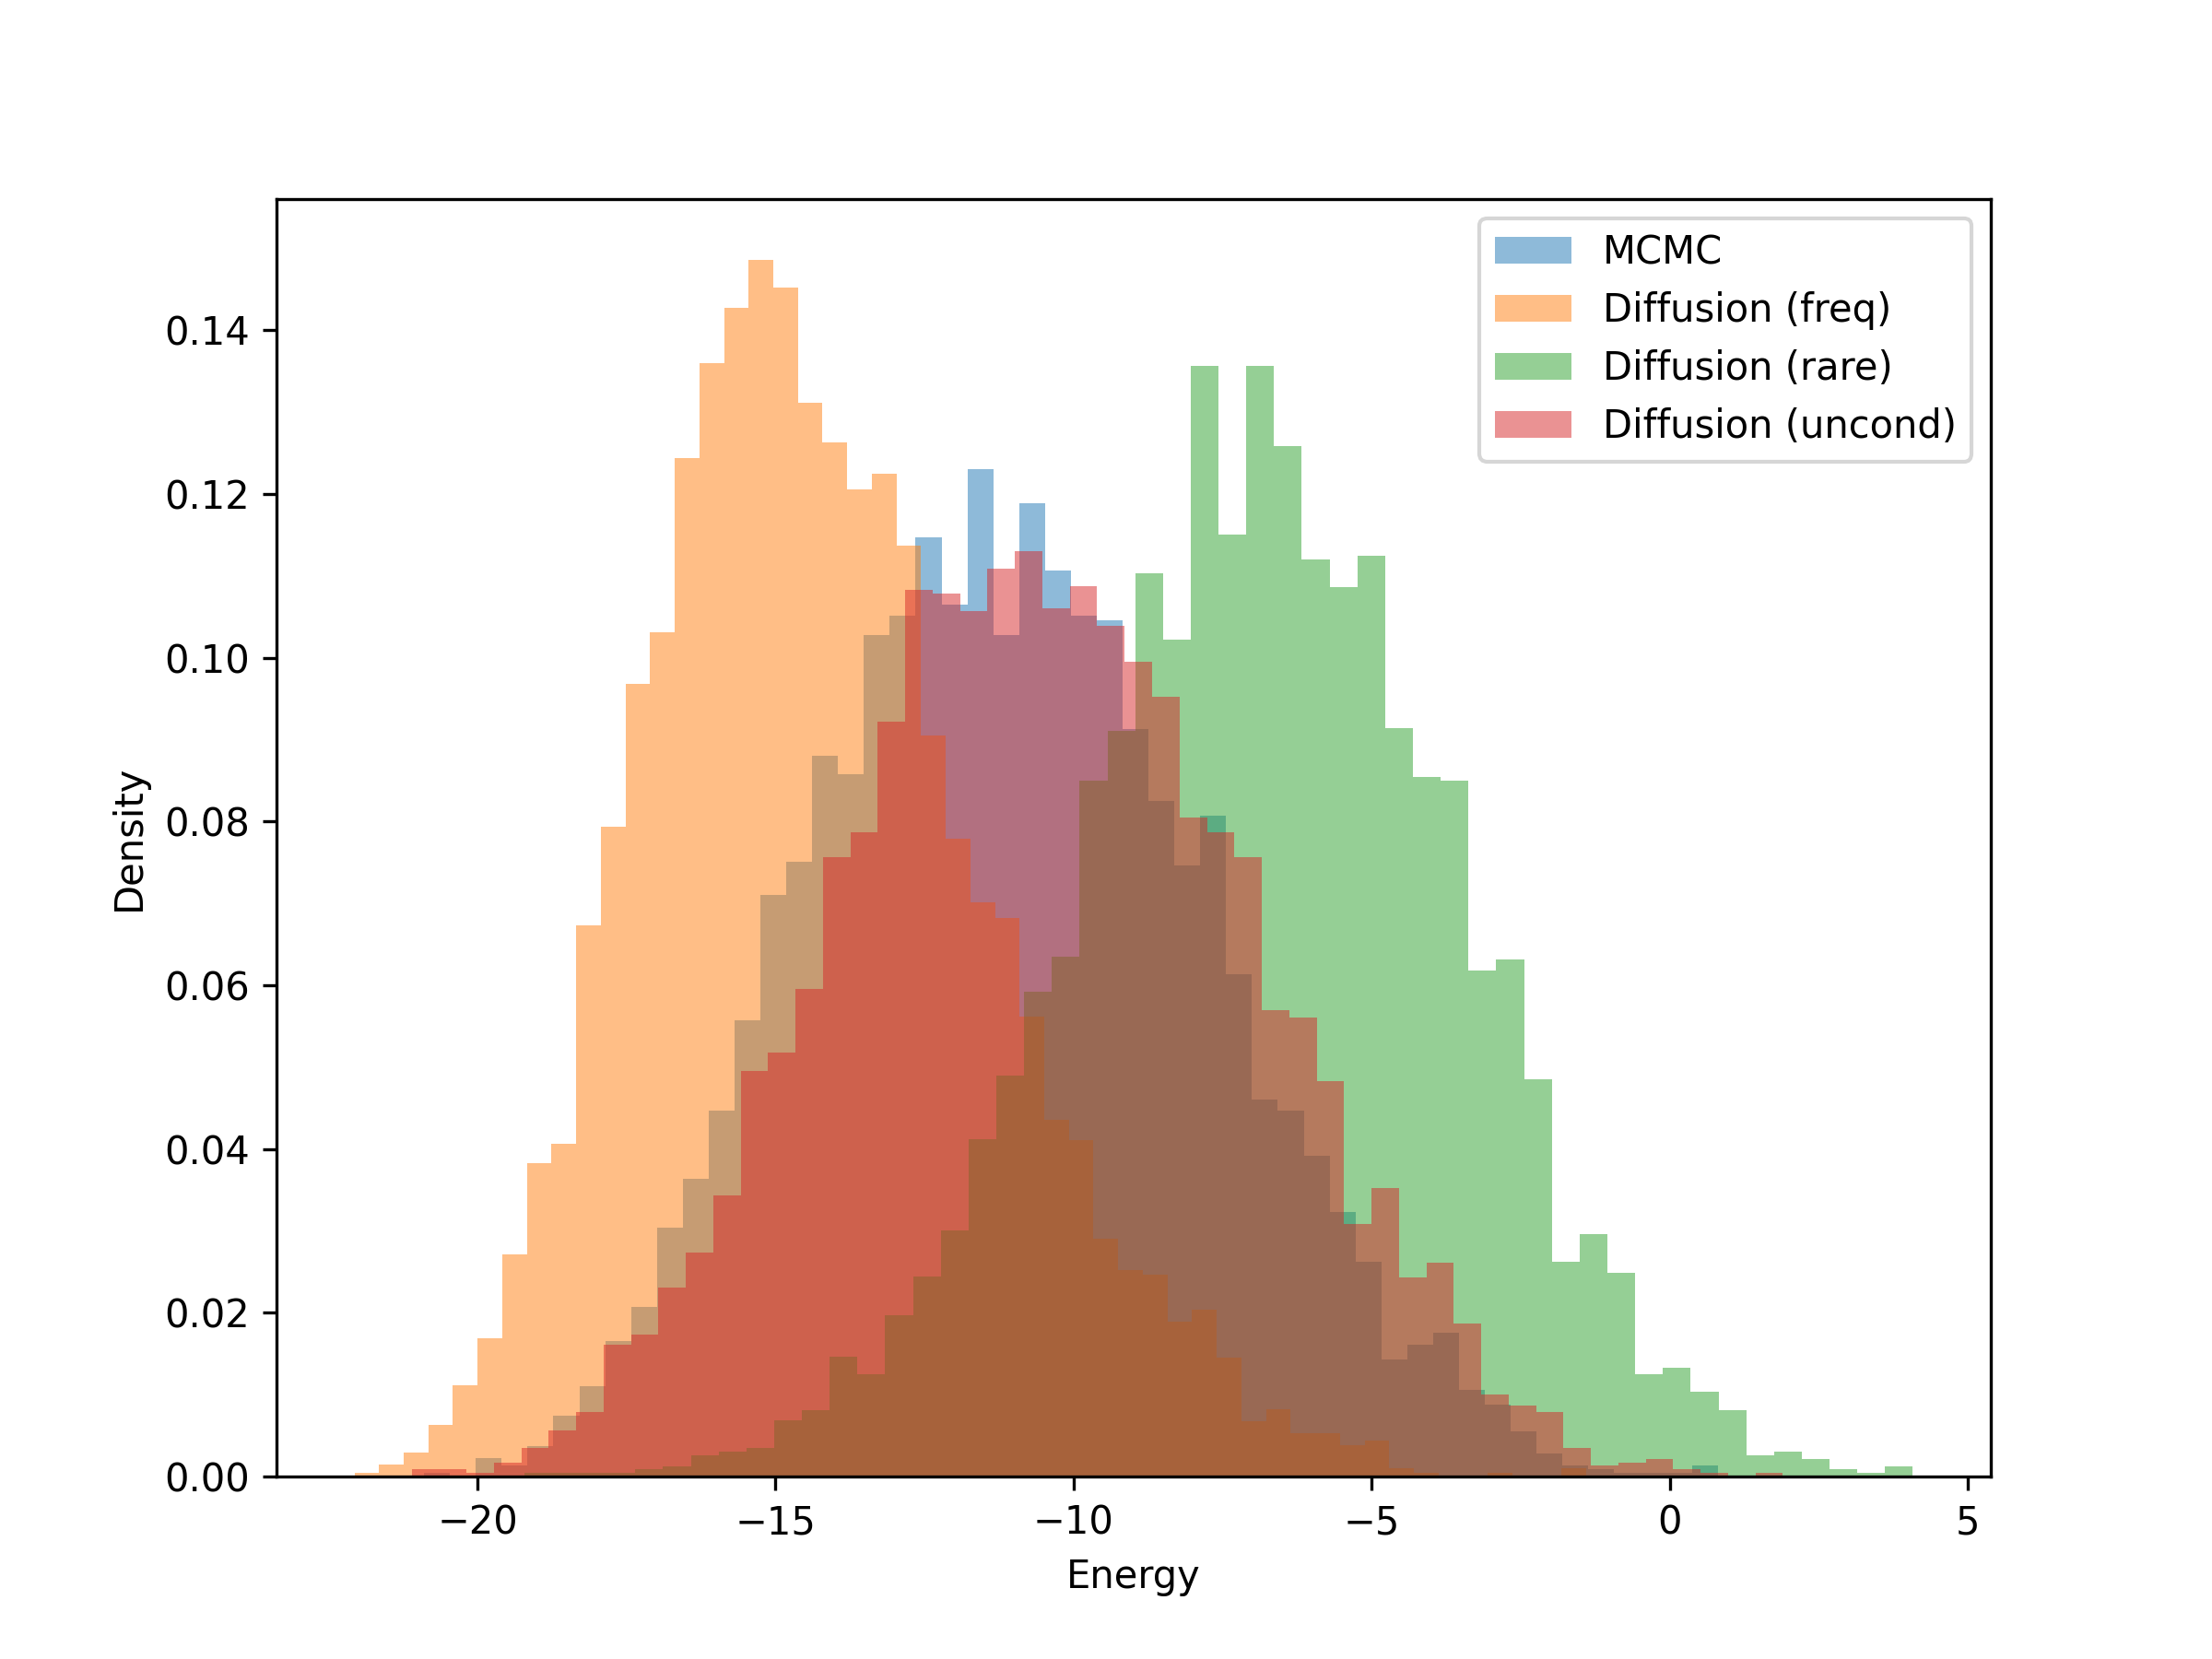 MCMC
Diffusion (freq)
Diffusion (rare)
Diffusion (uncond)
0.14
0.12
0.10
0.08
0.06
0.04
0.02
0.00
Density
−20 −15 −10 −5 0 5
Energy